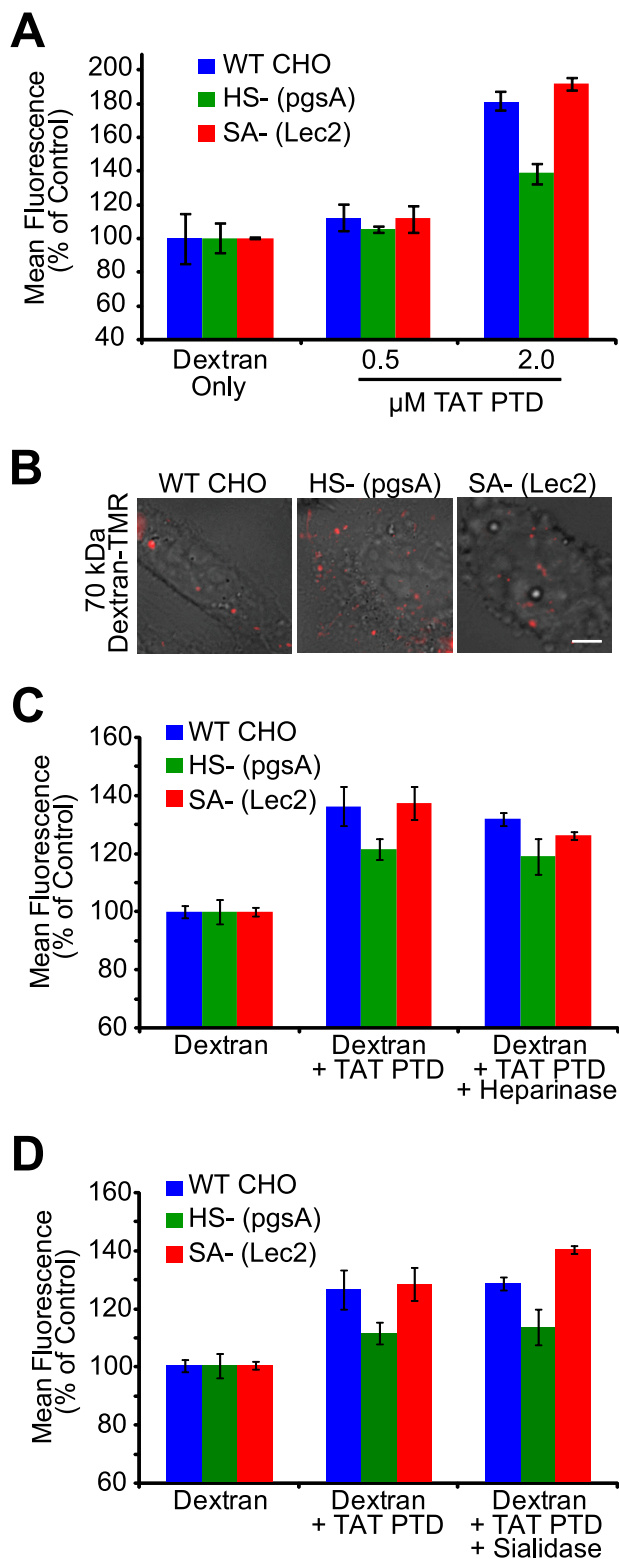 A
Mean Fluorescence
(% of Control)
200
180
160
140
120
100
80
60
40
WT CHO
HS- (pgsA)
SA- (Lec2)
Dextran
Only
0.5
2.0
µM TAT PTD
B
WT CHO
HS- (pgsA)
SA- (Lec2)
70 kDa
Dextran-TMR
C
Mean Fluorescence
(% of Control)
160
140
120
100
80
60
WT CHO
HS- (pgsA)
SA- (Lec2)
Dextran
Dextran
+ TAT PTD
Dextran
+ TAT PTD
+ Heparinase
D
Mean Fluorescence
(% of Control)
160
140
120
100
80
60
WT CHO
HS- (pgsA)
SA- (Lec2)
Dextran
Dextran
+ TAT PTD
Dextran
+ TAT PTD
+ Sialidase